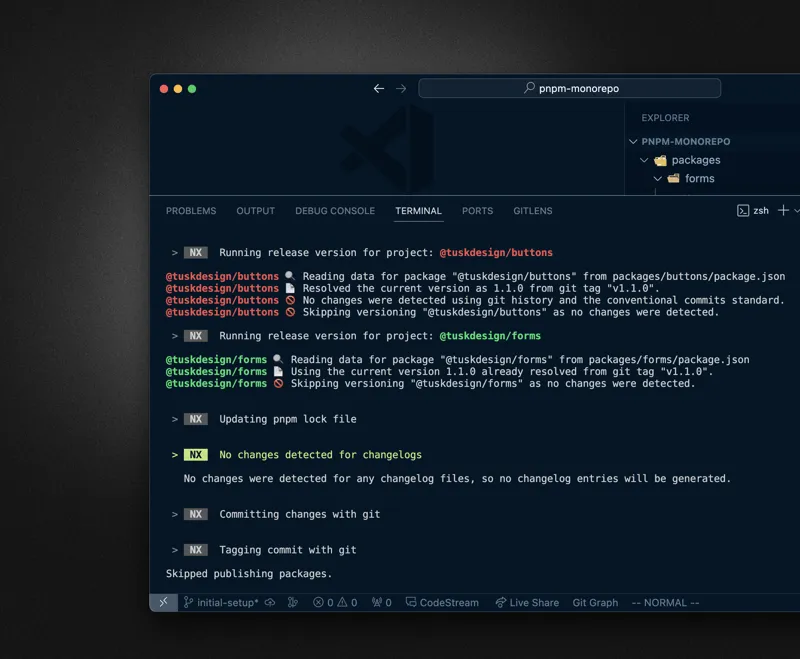 pnpm-monorepo
EXPLORER
PNPM-MONOREPO
packages
forms
PROBLEMS OUTPUT DEBUG CONSOLE TERMINAL PORTS GITLENS zsh
> NX Running release version for project: @tuskdesign/buttons
@tuskdesign/buttons 🔍 Reading data for package "@tuskdesign/buttons" from packages/buttons/package.json
@tuskdesign/buttons 📄 Resolved the current version as 1.1.0 from git tag "v1.1.0".
@tuskdesign/buttons 🚫 No changes were detected using git history and the conventional commits standard.
@tuskdesign/buttons 🚫 Skipping versioning "@tuskdesign/buttons" as no changes were detected.
> NX Running release version for project: @tuskdesign/forms
@tuskdesign/forms 🔍 Reading data for package "@tuskdesign/forms" from packages/forms/package.json
@tuskdesign/forms 📄 Using the current version 1.1.0 already resolved from git tag "v1.1.0".
@tuskdesign/forms 🚫 Skipping versioning "@tuskdesign/forms" as no changes were detected.
> NX Updating pnpm lock file
> NX No changes detected for changelogs
No changes were detected for any changelog files, so no changelog entries will be generated.
> NX Committing changes with git
> NX Tagging commit with git
Skipped publishing packages.
initial-setup* 0 0 0 CodeStream Live Share Git Graph -- NORMAL --